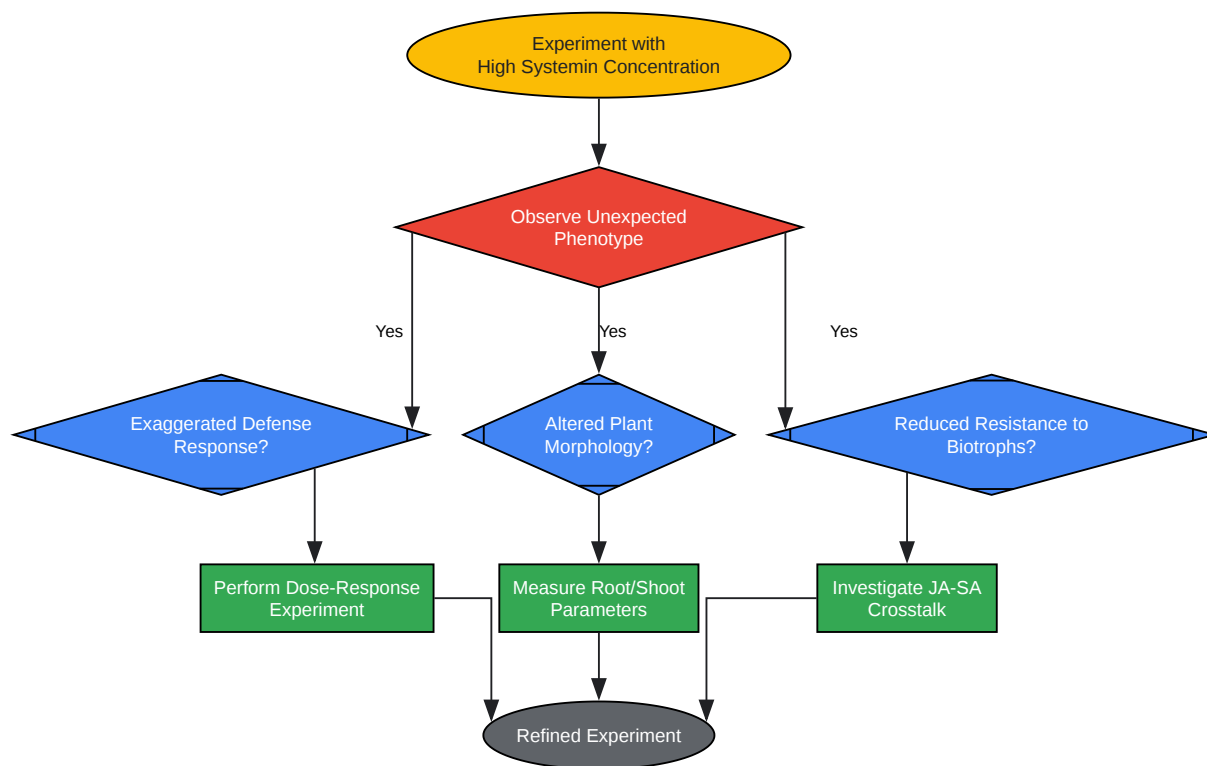 Experiment with
High Systemin Concentration
Observe Unexpected
Phenotype
Yes
Yes
Yes
Exaggerated Defense
Response?
Altered Plant
Morphology?
Reduced Resistance to
Biotrophs?
Perform Dose-Response
Experiment
Measure Root/Shoot
Parameters
Investigate JA-SA
Crosstalk
Refined Experiment